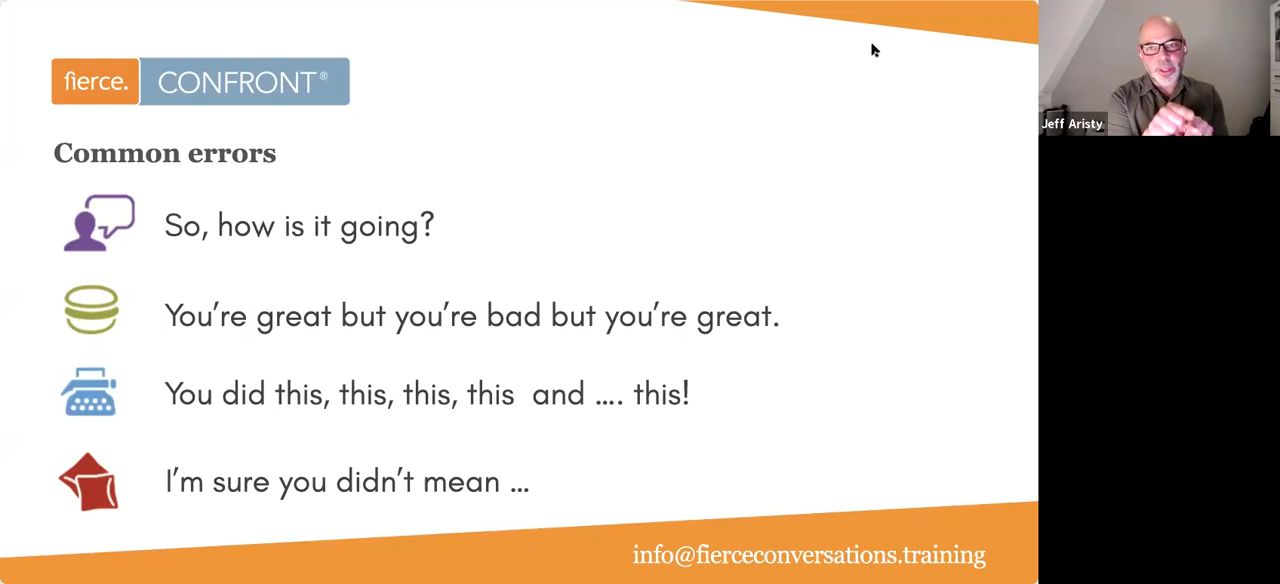 fierce. CONFRONT®
Jeff Aristy
Common errors
So, how is it going?
You’re great but you’re bad but you’re great.
You did this, this, this, this  and .... this!
I’m sure you didn’t mean ...
info@fierceconversations.training